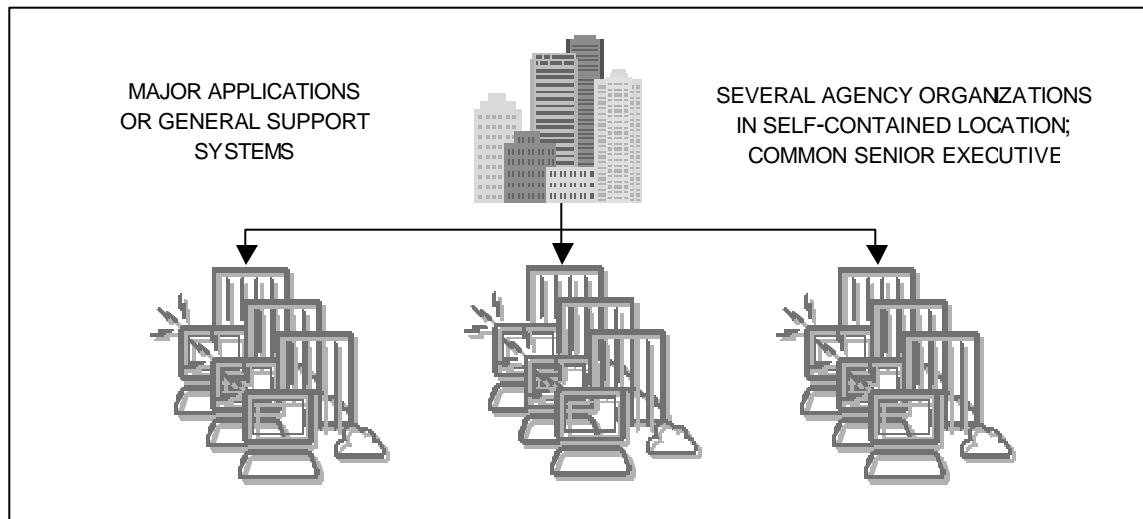 MAJOR APPLICATIONS
OR GENERAL SUPPORT
SYSTEMS
SEVERAL AGENCY ORGANIZATIONS
IN SELF-CONTAINED LOCATION;
COMMON SENIOR EXECUTIVE